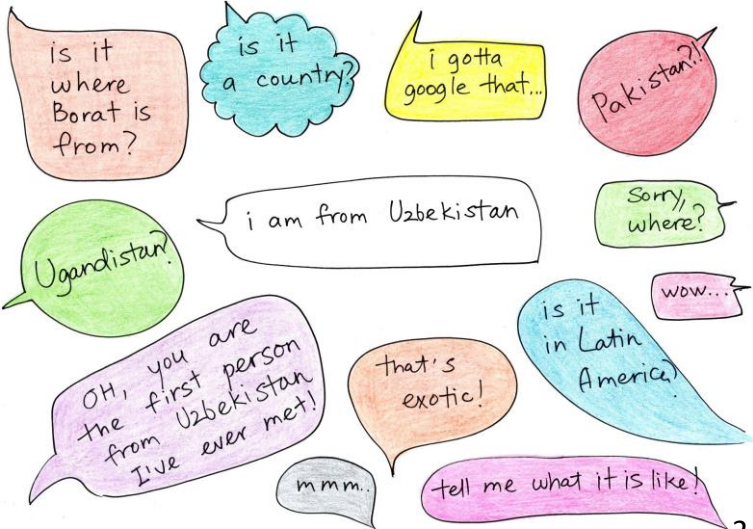 is it
where
Borat is
from?
is it
a country?
i gotta
google that...
Pakistan?!
Ugandistan?
i am from Uzbekistan
Sorry,
where?
wow...
OH, you are
the first person
from Uzbekistan
I've ever met!
that's
exotic!
is it
in Latin
America?
mmm..
tell me what it is like!